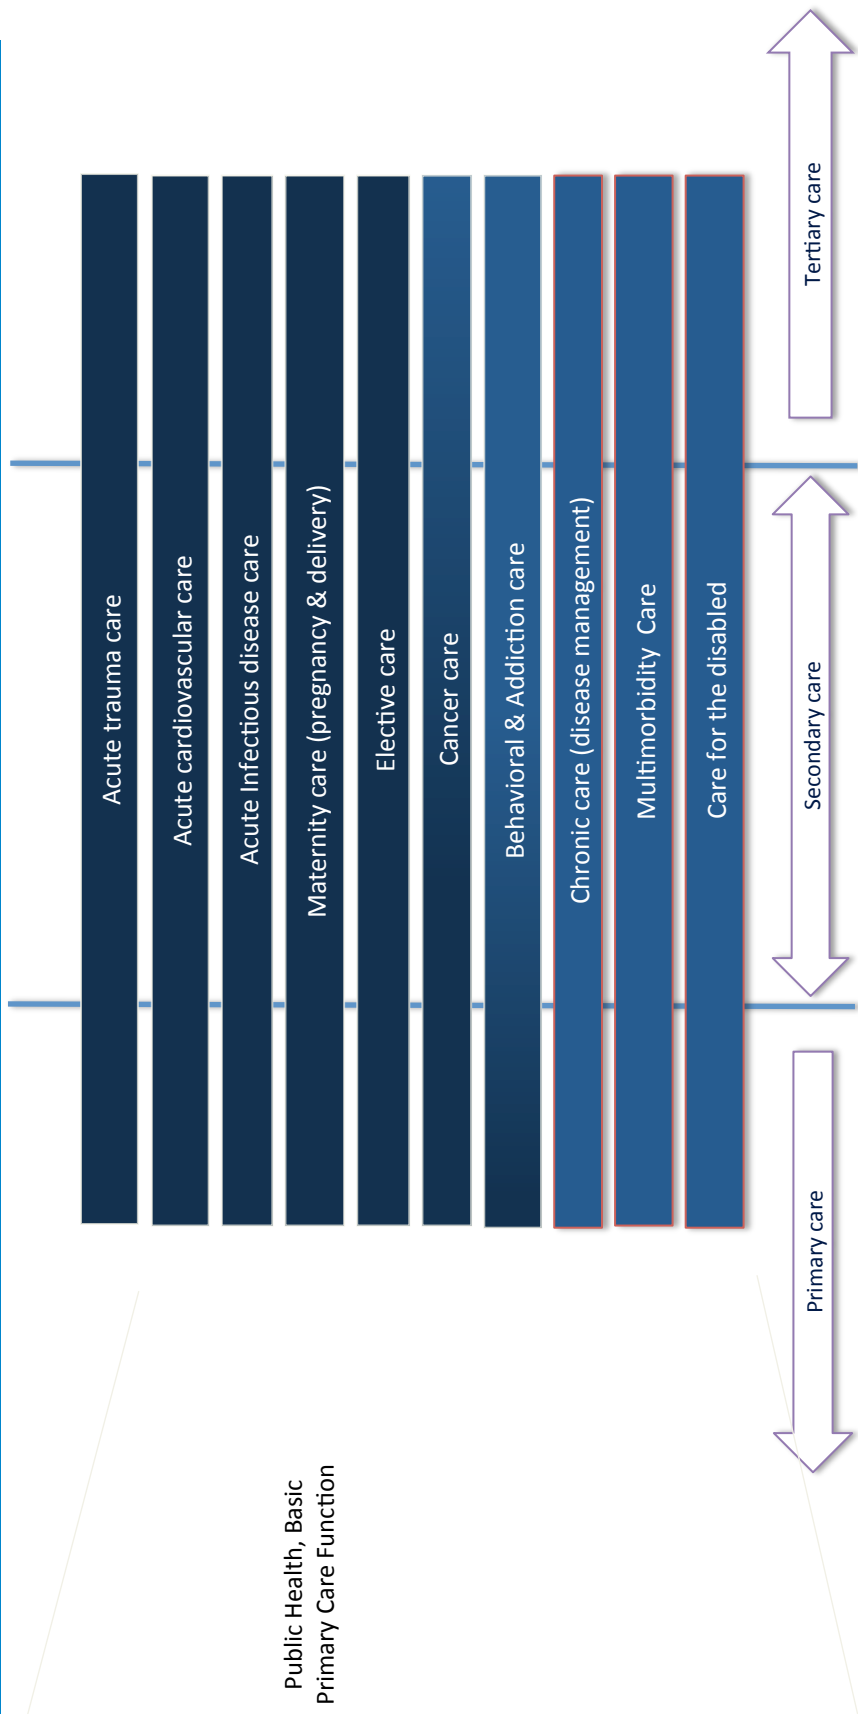 Public Health, Basic
Primary Care Function
Acute trauma care
Acute cardiovascular care
Acute Infectious disease care
Maternity care (pregnancy & delivery)
Elective care
Cancer care
Behavioral & Addiction care
Chronic care (disease management)
Multimorbidity Care
Care for the disabled
Primary care
Secondary care
Tertiary care